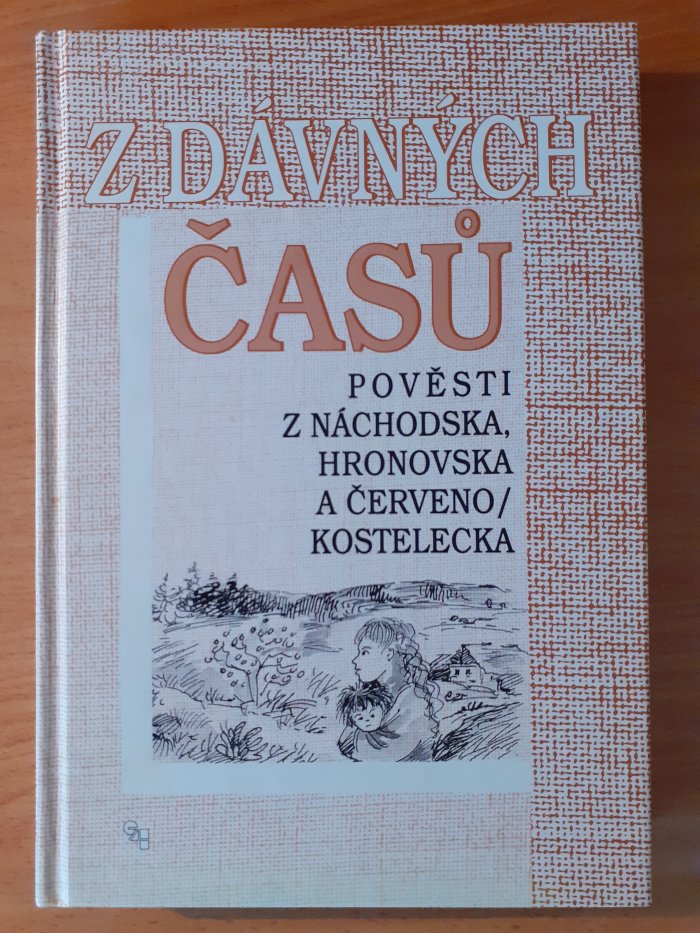 Z DÁVNÝCH
ČASŮ
POVĚSTI
Z NÁCHODSKA,
HRONOVSKA
A ČERVENO/
KOSTELECKA